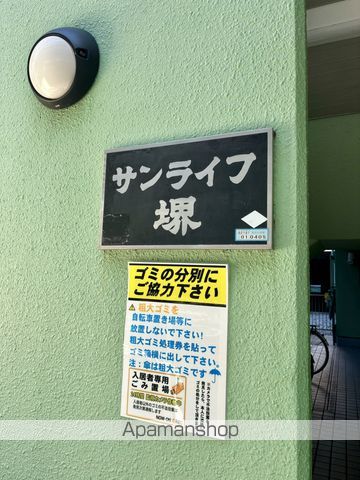 サンライフ
堺
01 0405
ゴミの分別に
ご協力下さい
粗大ゴミを
自転車置き場等に
放置しないで下さい!
粗大ゴミ処理券を貼って
ゴミ箱横に出して下さい。
注:傘は粗大ゴミです
入居者専用
ごみ置場
Apamanshop